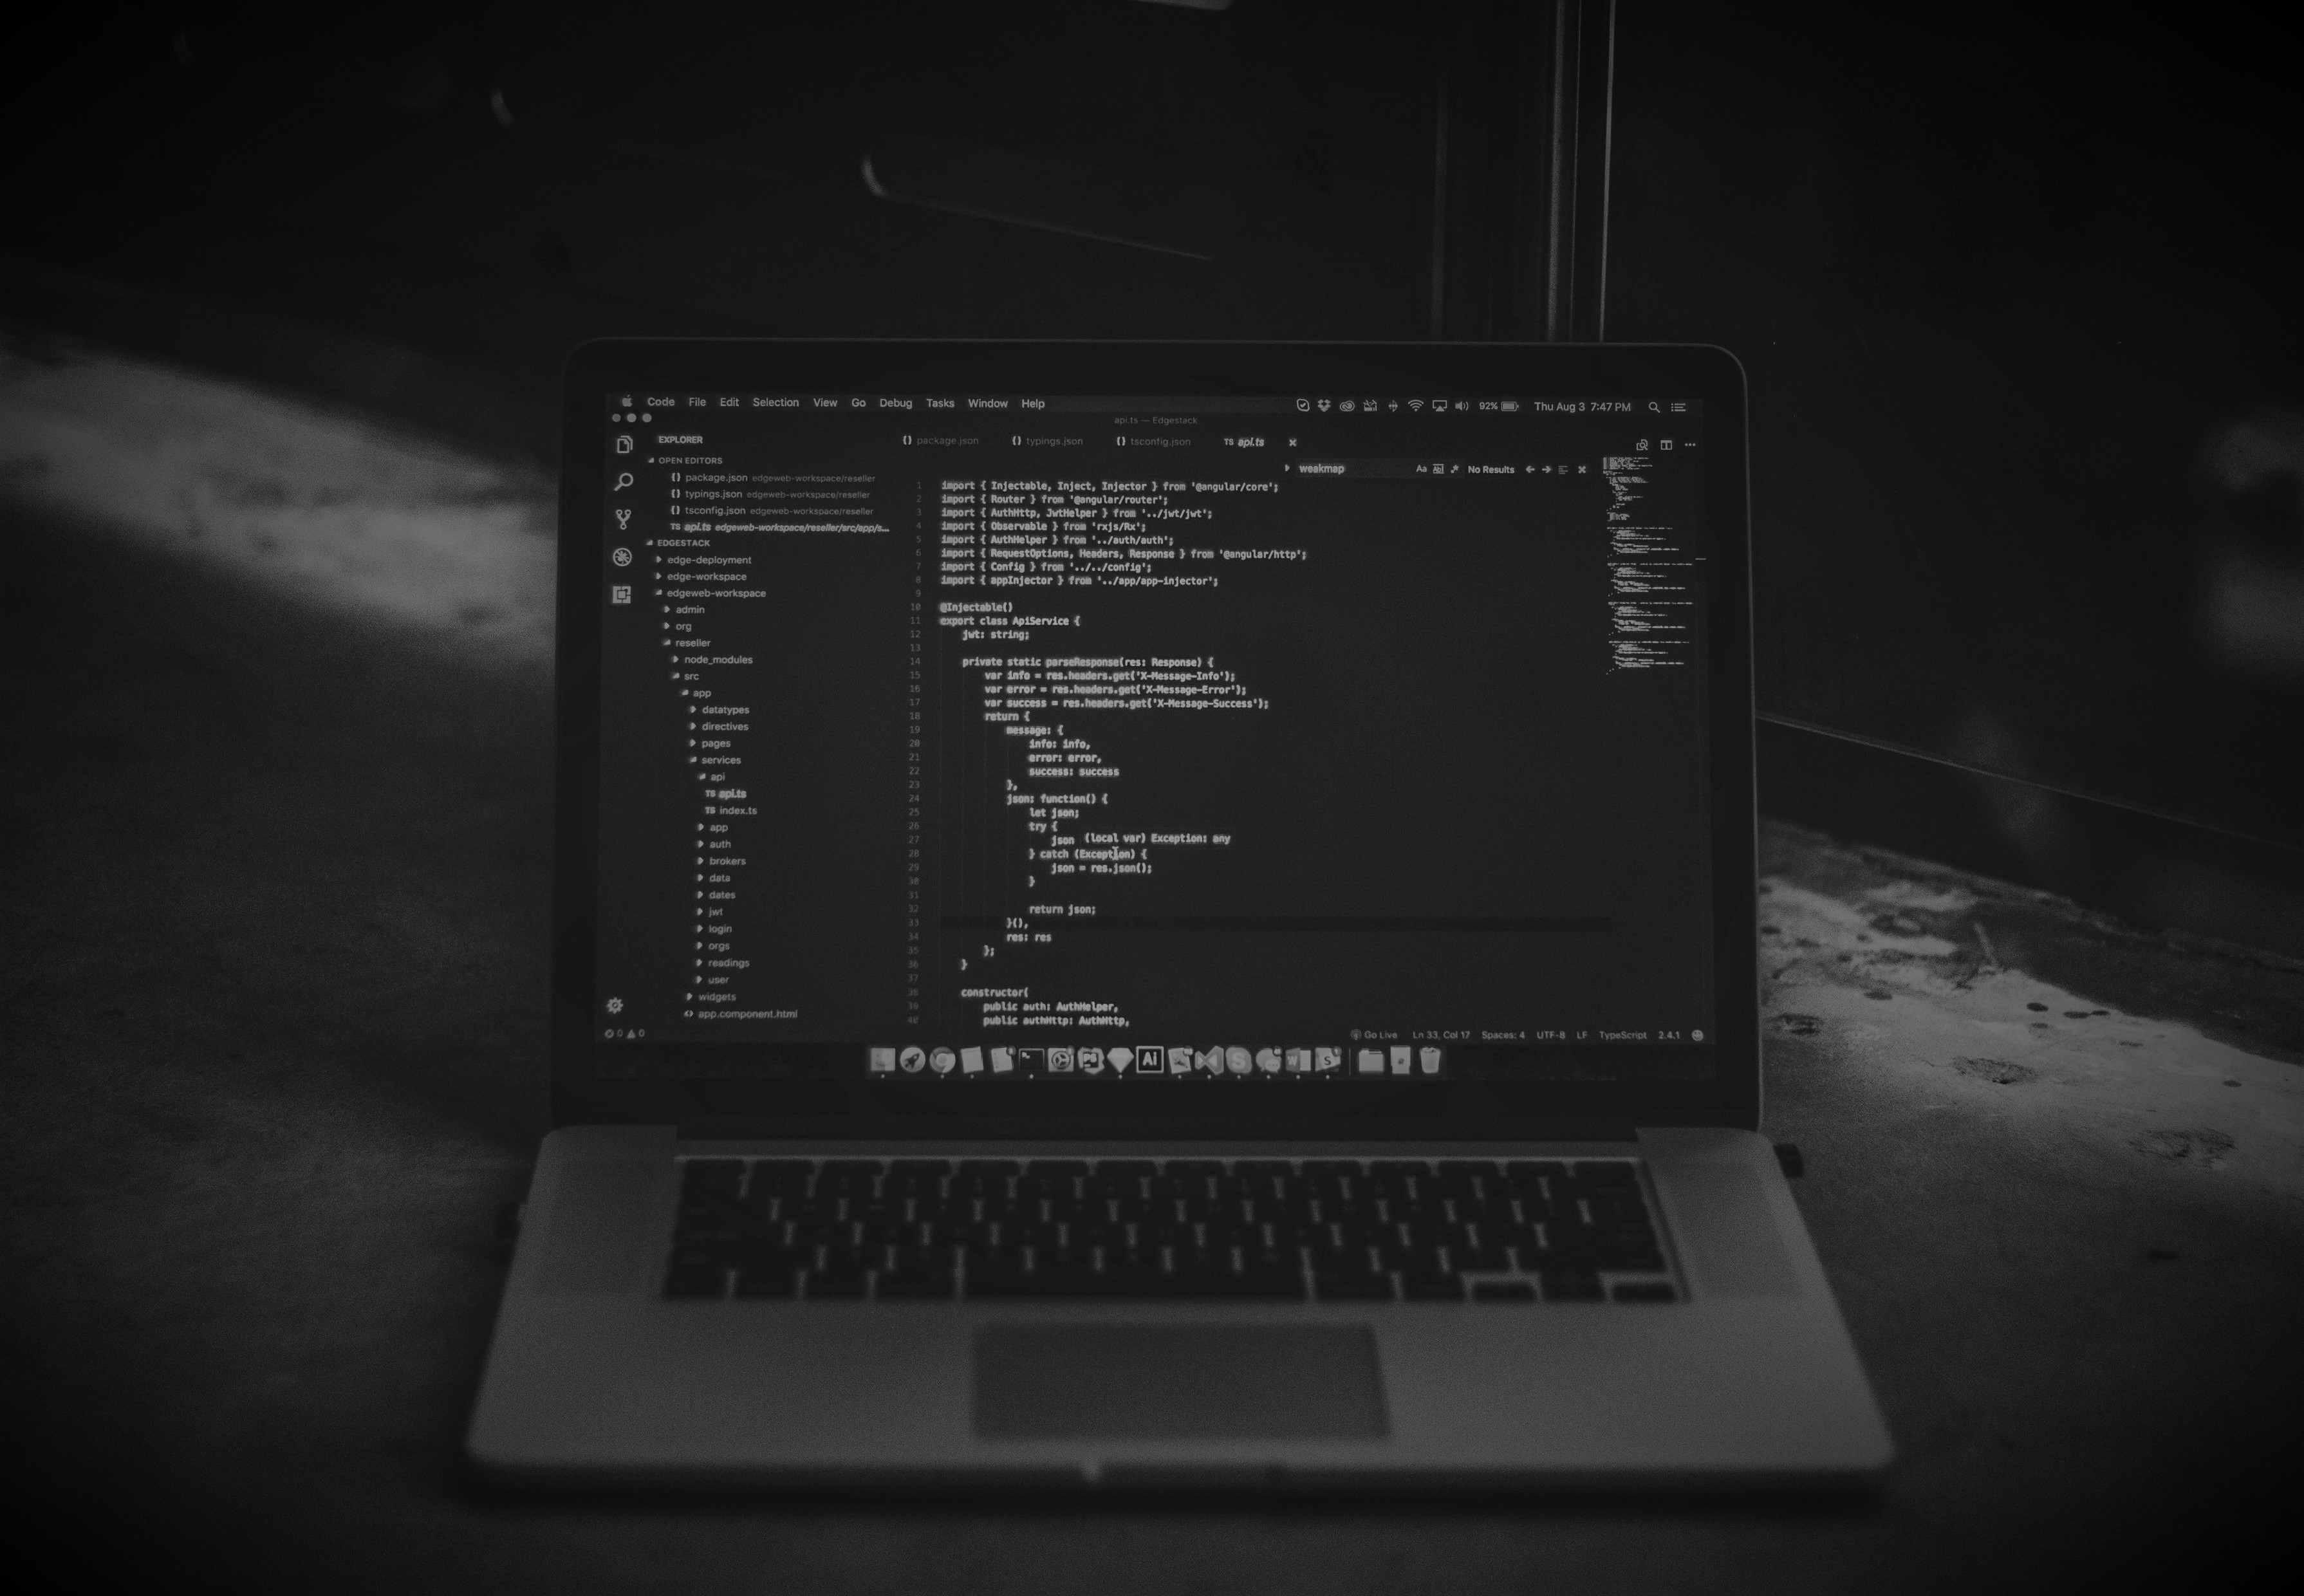 Code File Edit Selection View Go Debug Tasks Window Help 92% Thu Aug 3 7:47 PM
api.ts — Edgestack
EXPLORER
OPEN EDITORS
{} package.json edgeweb-workspace/reseller
{} typings.json edgeweb-workspace/reseller
{} tsconfig.json edgeweb-workspace/reseller
TS api.ts edgeweb-workspace/reseller/src/app/s...
EDGESTACK
edge-deployment
edge-workspace
edgeweb-workspace
admin
org
reseller
node_modules
src
app
datatypes
directives
pages
services
api
TS api.ts
TS index.ts
app
auth
brokers
data
dates
jwt
login
orgs
readings
user
widgets
<> app.component.html
{} package.json {} typings.json {} tsconfig.json TS api.ts
weakmap Aa Abl .* No Results
1 import { Injectable, Inject, Injector } from '@angular/core';
2 import { Router } from '@angular/router';
3 import { AuthHttp, JwtHelper } from '../jwt/jwt';
4 import { Observable } from 'rxjs/Rx';
5 import { AuthHelper } from '../auth/auth';
6 import { RequestOptions, Headers, Response } from '@angular/http';
7 import { Config } from '../../config';
8 import { appInjector } from '../app/app-injector';
9
10 @Injectable()
11 export class ApiService {
12 jwt: string;
13
14 private static parseResponse(res: Response) {
15 var info = res.headers.get('X-Message-Info');
16 var error = res.headers.get('X-Message-Error');
17 var success = res.headers.get('X-Message-Success');
18 return {
19 message: {
20 info: info,
21 error: error,
22 success: success
23 },
24 json: function() {
25 let json;
26 try {
27 json (local var) Exception: any
28 } catch (Exception) {
29 json = res.json();
30 }
31
32 return json;
33 }(),
34 res: res
35 };
36 }
37
38 constructor(
39 public auth: AuthHelper,
40 public authHttp: AuthHttp,
0 0 Go Live Ln 33, Col 17 Spaces: 4 UTF-8 LF TypeScript 2.4.1
Ai S W S